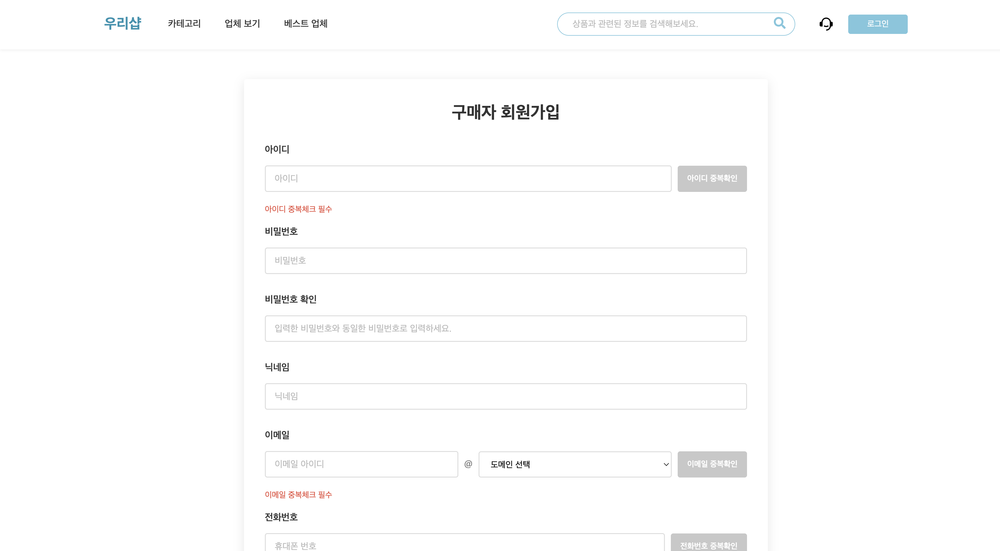 우리샵 카테고리 업체 보기 베스트 업체 상품과 관련된 정보를 검색해보세요. 로그인
구매자 회원가입
아이디
아이디 아이디 중복확인
아이디 중복체크 필수
비밀번호
비밀번호
비밀번호 확인
입력한 비밀번호와 동일한 비밀번호로 입력하세요.
닉네임
닉네임
이메일
이메일 아이디 @ 도메인 선택 이메일 중복확인
이메일 중복체크 필수
전화번호
휴대폰 번호 전화번호 중복확인